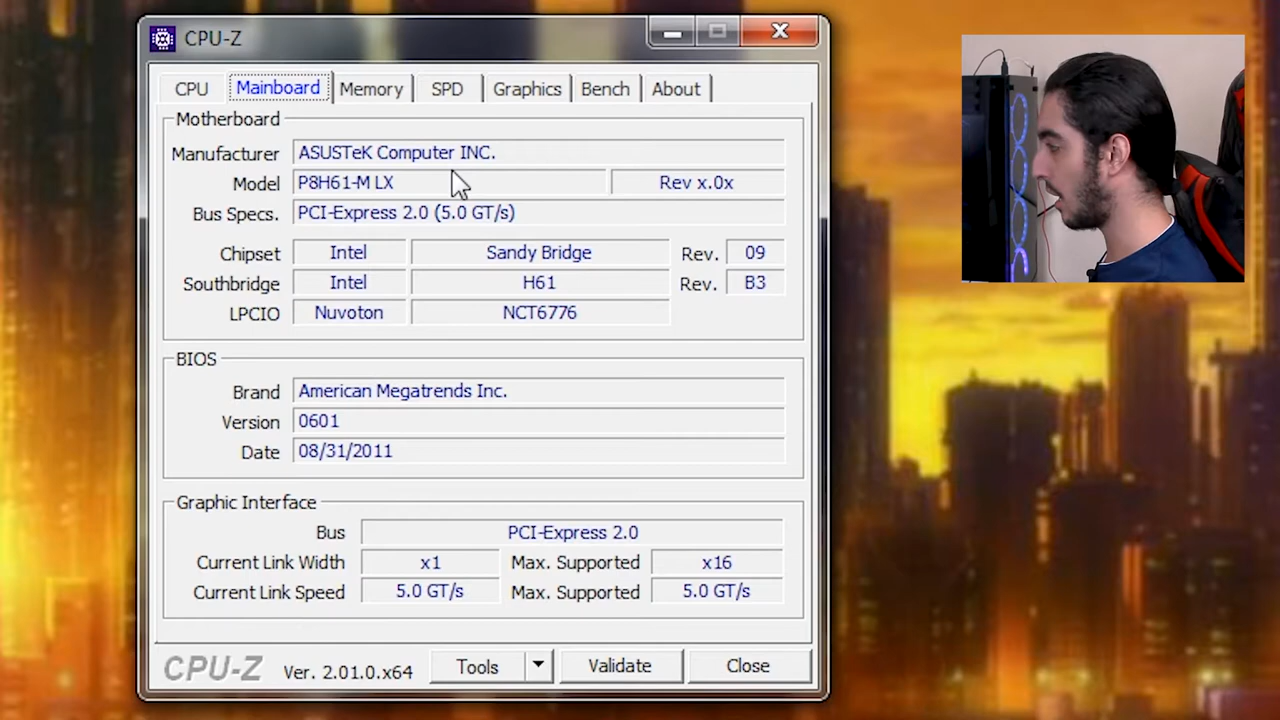 CPU-Z
CPU Mainboard Memory SPD Graphics Bench About
Motherboard
Manufacturer ASUSTeK Computer INC.
Model P8H61-M LX Rev x.0x
Bus Specs. PCI-Express 2.0 (5.0 GT/s)
Chipset Intel Sandy Bridge Rev. 09
Southbridge Intel H61 Rev. B3
LPCIO Nuvoton NCT6776
BIOS
Brand American Megatrends Inc.
Version 0601
Date 08/31/2011
Graphic Interface
Bus PCI-Express 2.0
Current Link Width x1 Max. Supported x16
Current Link Speed 5.0 GT/s Max. Supported 5.0 GT/s
CPU-Z Ver. 2.01.0.x64 Tools Validate Close